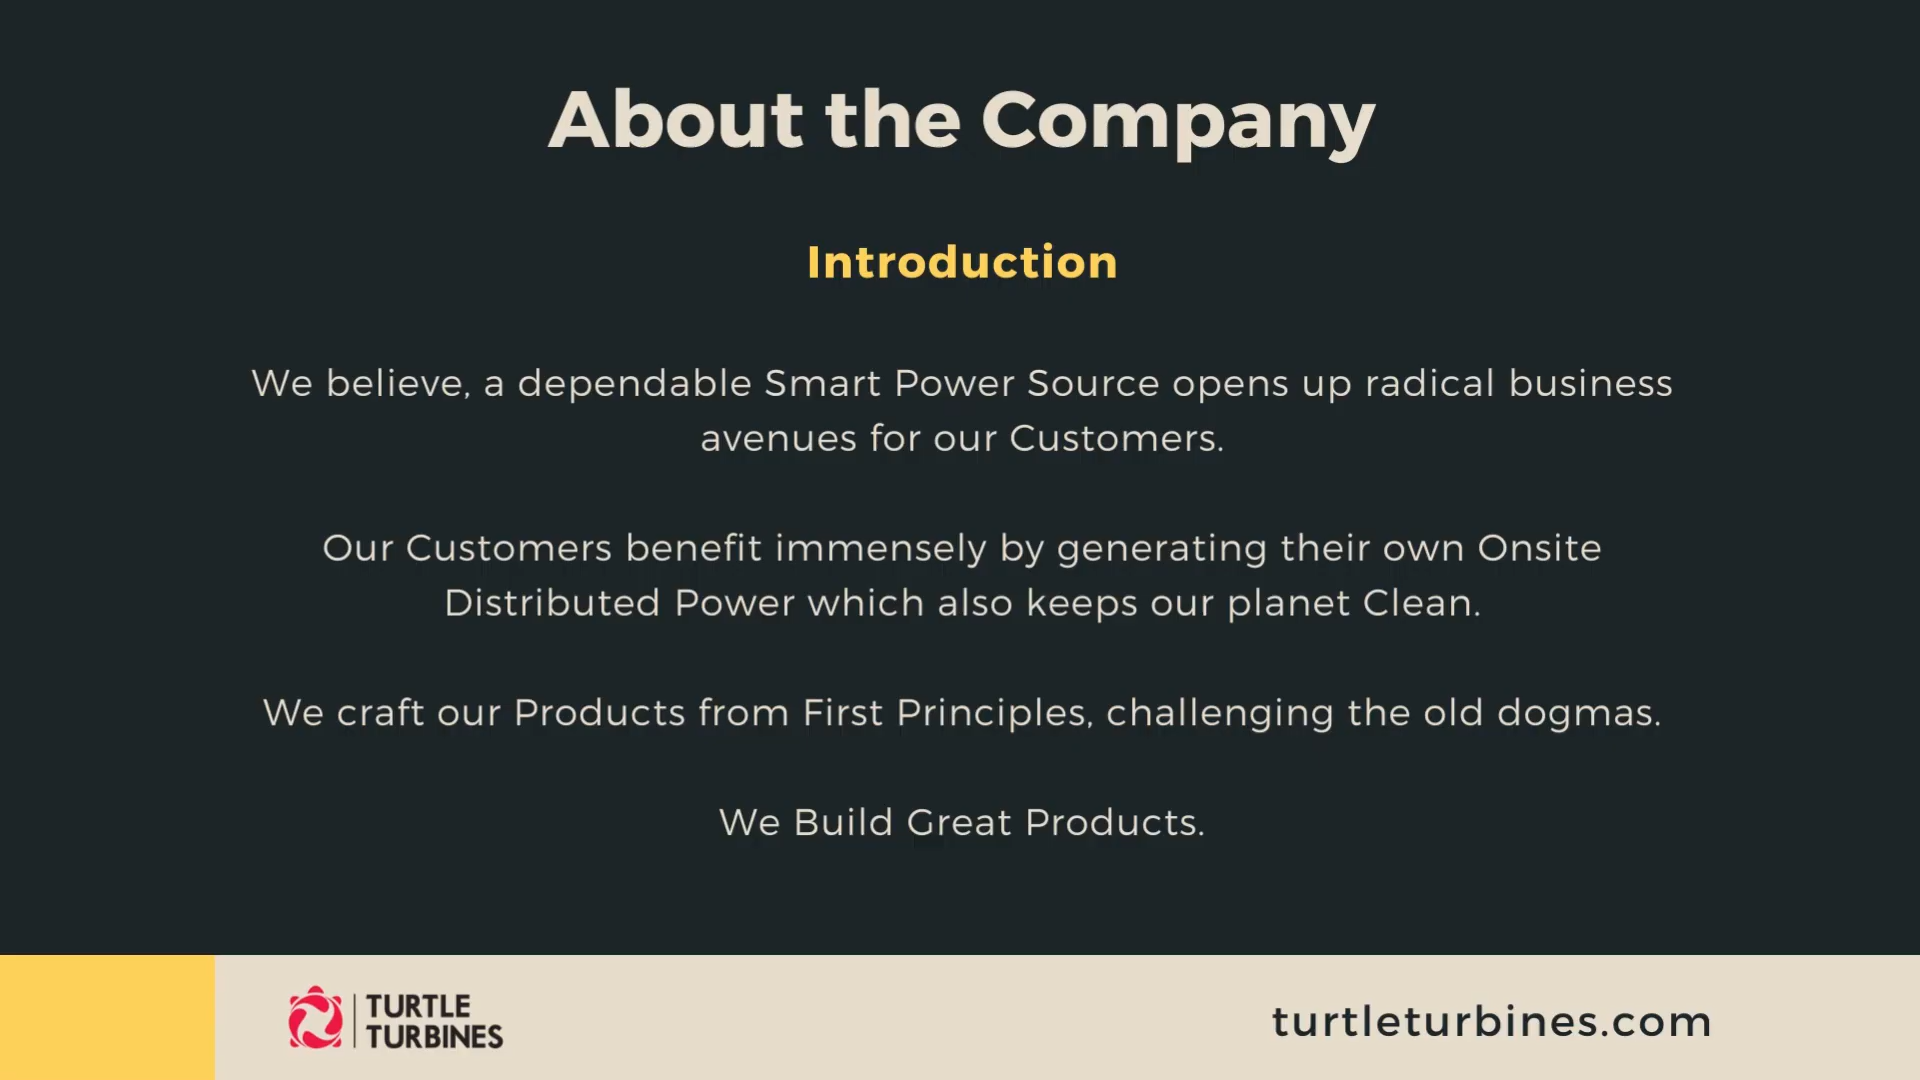 About the Company
Introduction
We believe, a dependable Smart Power Source opens up radical business
avenues for our Customers.
Our Customers benefit immensely by generating their own Onsite
Distributed Power which also keeps our planet Clean.
We craft our Products from First Principles, challenging the old dogmas.
We Build Great Products.
TURTLE
TURBINES
turtleturbines.com